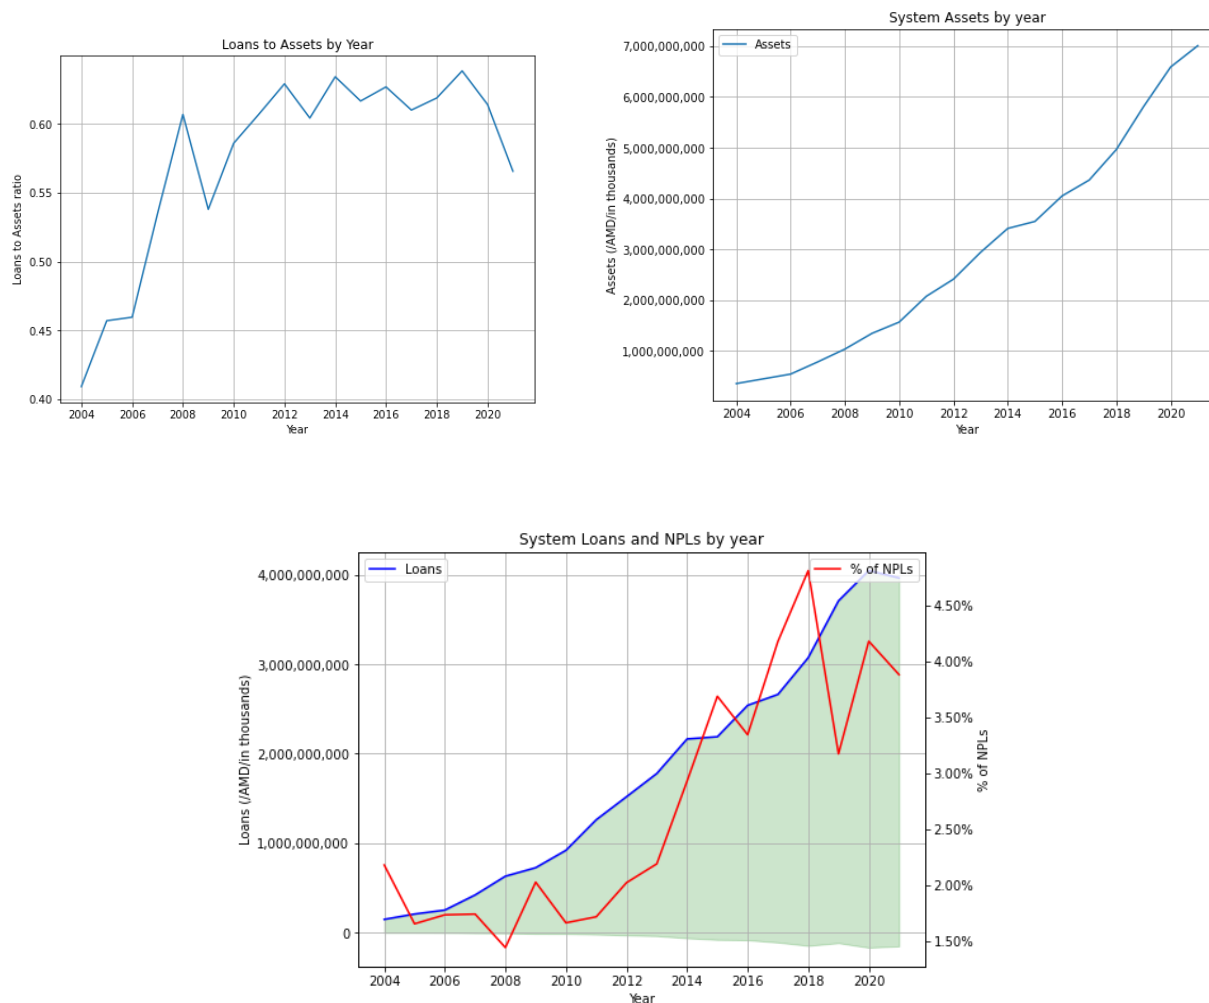 Loans to Assets by Year
Loans to Assets ratio
0.60
0.55
0.50
0.45
0.40
2004 2006 2008 2010 2012 2014 2016 2018 2020
Year
System Assets by year
Assets
Assets (/AMD/in thousands)
7,000,000,000
6,000,000,000
5,000,000,000
4,000,000,000
3,000,000,000
2,000,000,000
1,000,000,000
2004 2006 2008 2010 2012 2014 2016 2018 2020
Year
System Loans and NPLs by year
Loans
% of NPLs
Loans (/AMD/in thousands)
4,000,000,000
3,000,000,000
2,000,000,000
1,000,000,000
0
4.50%
4.00%
3.50%
3.00%
2.50%
2.00%
1.50%
% of NPLs
2004 2006 2008 2010 2012 2014 2016 2018 2020
Year